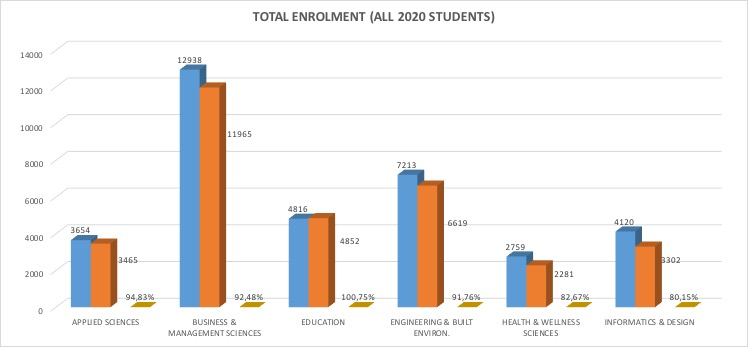 TOTAL ENROLMENT (ALL 2020 STUDENTS)
14000
12000
10000
8000
6000
4000
2000
0
3654
3465
94,83%
12938
11965
92,48%
4816
4852
100,75%
7213
6619
91,76%
2759
2281
82,67%
4120
3302
80,15%
APPLIED SCIENCES
BUSINESS &
MANAGEMENT SCIENCES
EDUCATION
ENGINEERING & BUILT
ENVIRON.
HEALTH & WELLNESS
SCIENCES
INFORMATICS & DESIGN